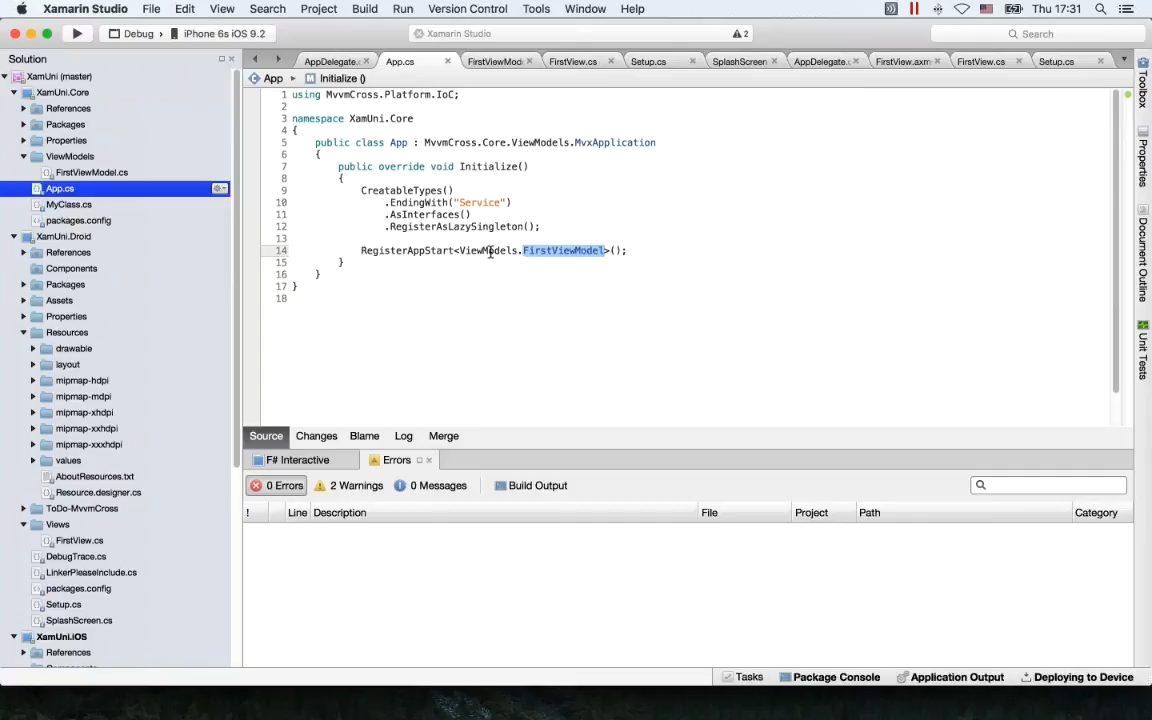 Xamarin Studio File Edit View Search Project Build Run Version Control Tools Window Help Thu 17:31
Debug iPhone 6s iOS 9.2 Xamarin Studio 2 Search
Solution
AppDelegate. App.cs FirstViewMod FirstView.cs Setup.cs SplashScreen AppDelegate. FirstView.axm FirstView.cs Setup.cs
App Initialize ()
XamUni (master)
XamUni.Core
References
Packages
Properties
ViewModels
FirstViewModel.cs
App.cs
MyClass.cs
packages.config
XamUni.Droid
References
Components
Packages
Assets
Properties
Resources
drawable
layout
mipmap-hdpi
mipmap-mdpi
mipmap-xhdpi
mipmap-xxhdpi
mipmap-xxxhdpi
values
AboutResources.txt
Resource.designer.cs
ToDo-MvvmCross
Views
FirstView.cs
DebugTrace.cs
LinkerPleaseInclude.cs
packages.config
Setup.cs
SplashScreen.cs
XamUni.iOS
References
1 using MvvmCross.Platform.IoC;
2
3 namespace XamUni.Core
4 {
5 public class App : MvvmCross.Core.ViewModels.MvxApplication
6 {
7 public override void Initialize()
8 {
9 CreatableTypes()
10 .EndingWith("Service")
11 .AsInterfaces()
12 .RegisterAsLazySingleton();
13
14 RegisterAppStart<ViewModels.FirstViewModel>();
15 }
16 }
17 }
18
Toolbox
Properties
Document Outline
Unit Tests
Source Changes Blame Log Merge
F# Interactive Errors
0 Errors 2 Warnings 0 Messages Build Output
! Line Description File Project Path Category
Tasks Package Console Application Output Deploying to Device